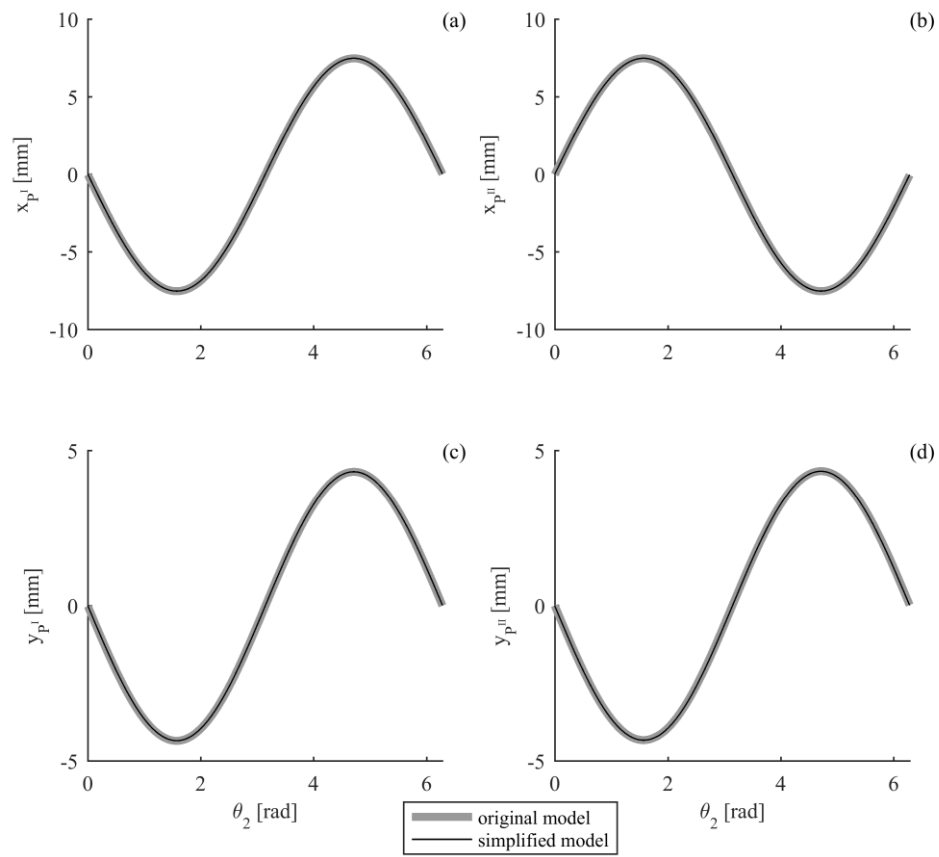 (a)
10
5
0
-5
-10
0 2 4 6
x_P^I [mm]
(b)
10
5
0
-5
-10
0 2 4 6
x_P^II [mm]
(c)
5
0
-5
0 2 4 6
y_P^I [mm]
θ_2 [rad]
(d)
5
0
-5
0 2 4 6
y_P^II [mm]
θ_2 [rad]
original model
simplified model